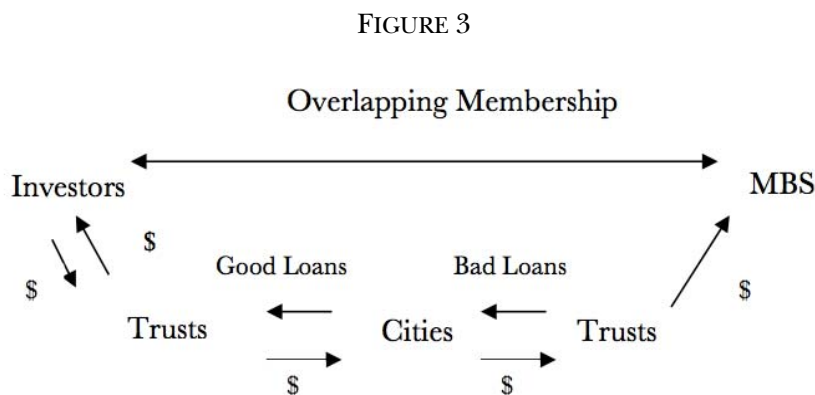 FIGURE 3
Overlapping Membership
Investors
MBS
$
Good Loans
Bad Loans
$
$
Trusts
Cities
Trusts
$
$